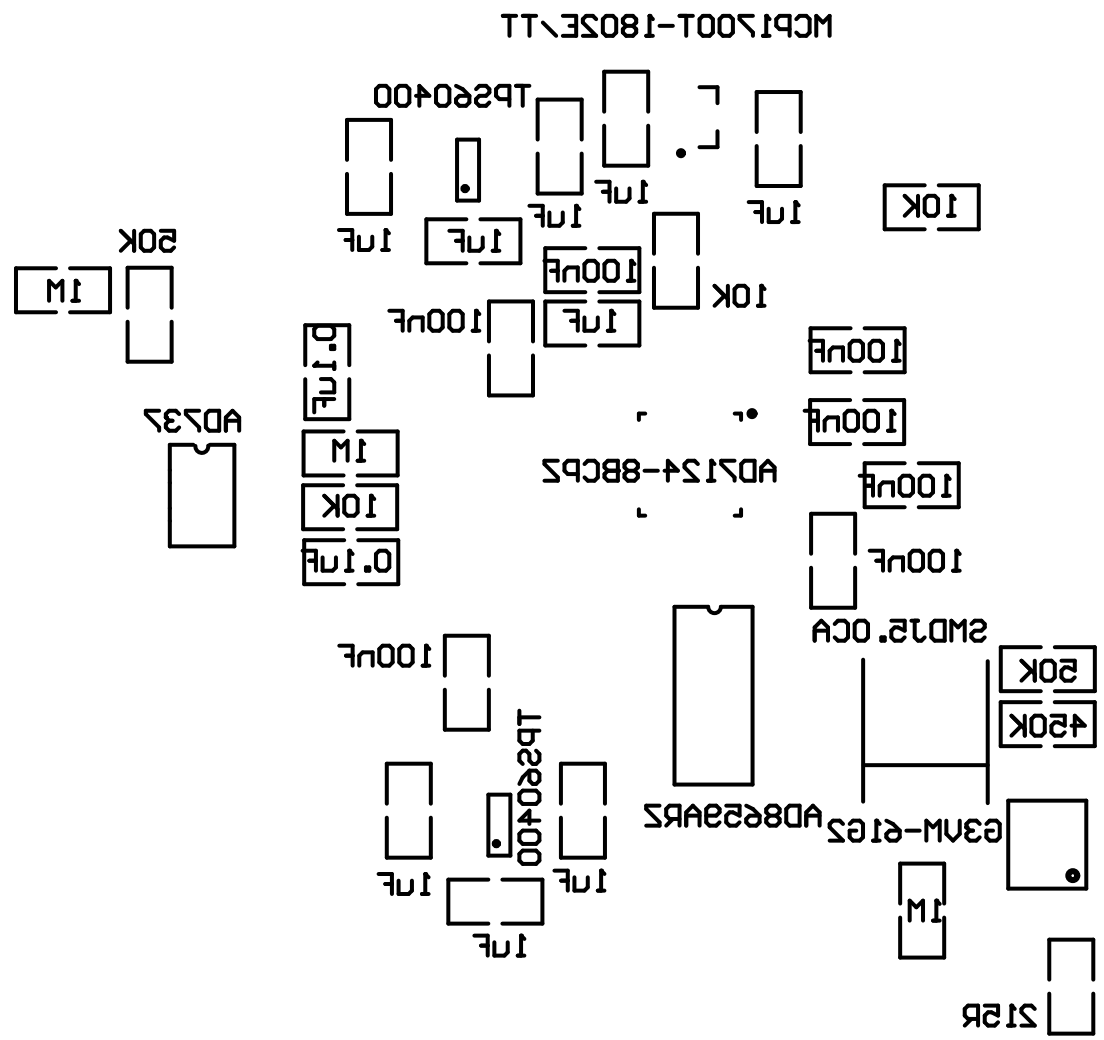 MCP1700T-1802E/TT
TPS60400
1uF
1uF
1uF
1uF
10K
1uF
50K
100nF
1M
10K
100nF
1uF
0.1uF
100nF
AD737
100nF
1M
AD7124-8BCPZ
100nF
10K
0.1uF
100nF
SMDJ5.0CA
100nF
50K
450K
TPS60400
AD8659ARZ
G3VM-61G2
1uF
1uF
1M
1uF
215R